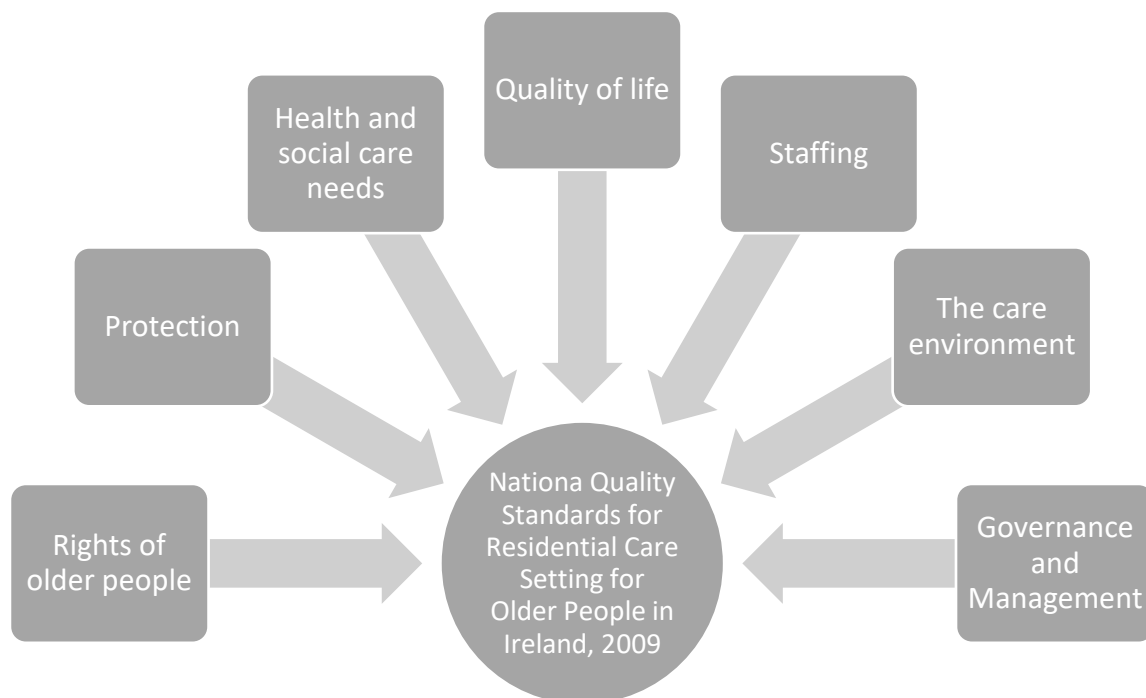 Quality of life
Health and
social care
needs
Staffing
Protection
The care
environment
Rights of
older people
Nationa Quality
Standards for
Residential Care
Setting for
Older People in
Ireland, 2009
Governance
and
Management